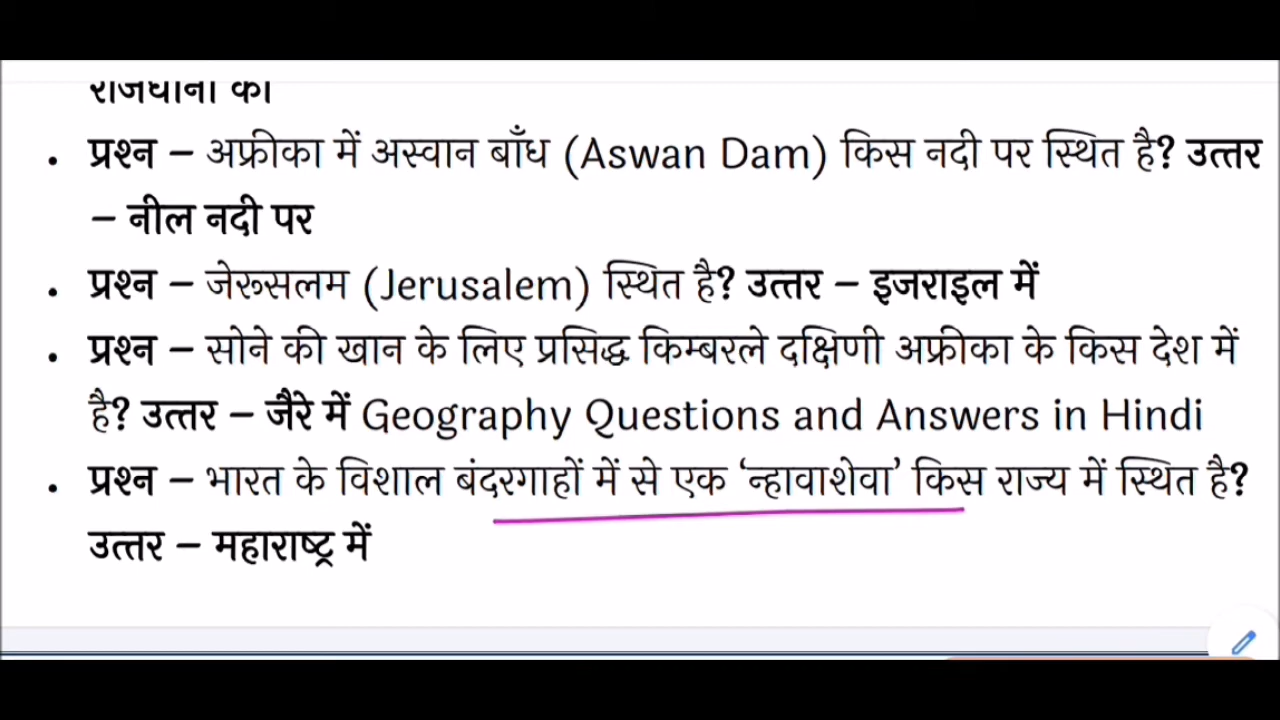 राजधानी को
प्रश्न – अफ्रीका में अस्वान बाँध (Aswan Dam) किस नदी पर स्थित है? उत्तर
– नील नदी पर
प्रश्न – जेरूसलम (Jerusalem) स्थित है? उत्तर – इजराइल में
प्रश्न – सोने की खान के लिए प्रसिद्ध किम्बरले दक्षिणी अफ्रीका के किस देश में
है? उत्तर – जैरे में Geography Questions and Answers in Hindi
प्रश्न – भारत के विशाल बंदरगाहों में से एक ‘न्हावाशेवा’ किस राज्य में स्थित है?
उत्तर – महाराष्ट्र में